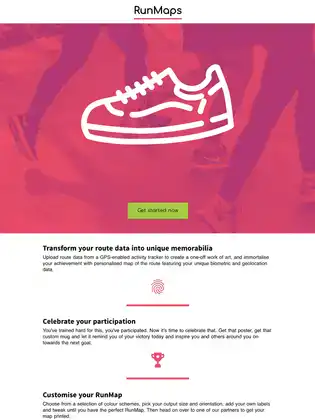 RunMaps
Get started now
Transform your route data into unique memorabilia
Upload route data from a GPS-enabled activity tracker to create a one-off work of art, and immortalise
your achievement with personalised map of the route featuring your unique biometric and geolocation
data.
Celebrate your participation
You've trained hard for this, you've participated. Now it's time to celebrate that. Get that poster, get that
custom mug and let it remind you of your victory today and inspire you and others around you on
towards the next goal.
Customise your RunMap
Choose from a selection of colour schemes, pick your output size and orientation, add your own labels
and tweak until you have the perfect RunMap. Then head on over to one of our partners to get your
map printed.